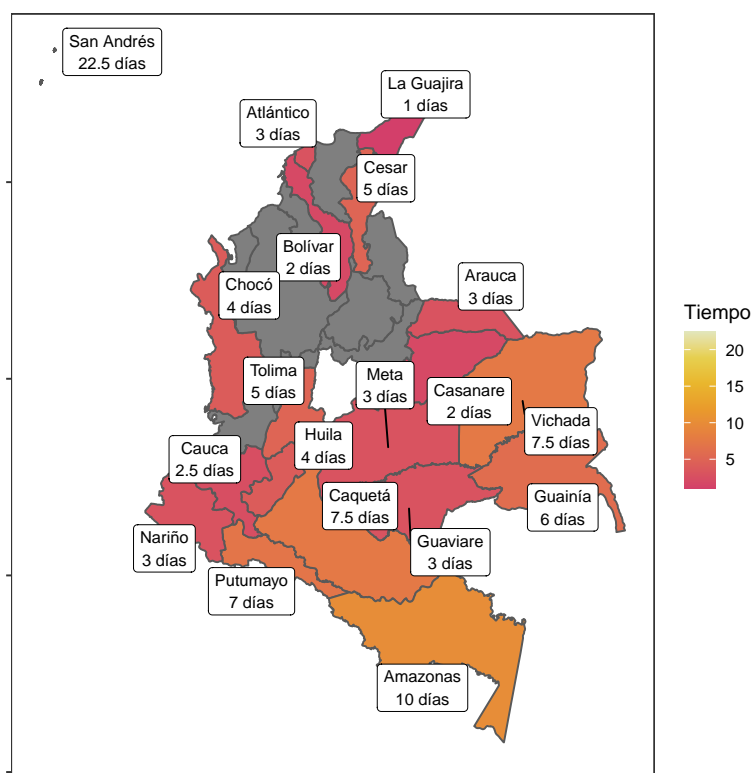 San Andrés
22.5 días
La Guajira
1 días
Atlántico
3 días
Cesar
5 días
Bolívar
2 días
Arauca
3 días
Chocó
4 días
Tiempo
20
15
10
5
Tolima
5 días
Meta
3 días
Casanare
2 días
Vichada
7.5 días
Huila
4 días
Cauca
2.5 días
Caquetá
7.5 días
Guainía
6 días
Nariño
3 días
Guaviare
3 días
Putumayo
7 días
Amazonas
10 días